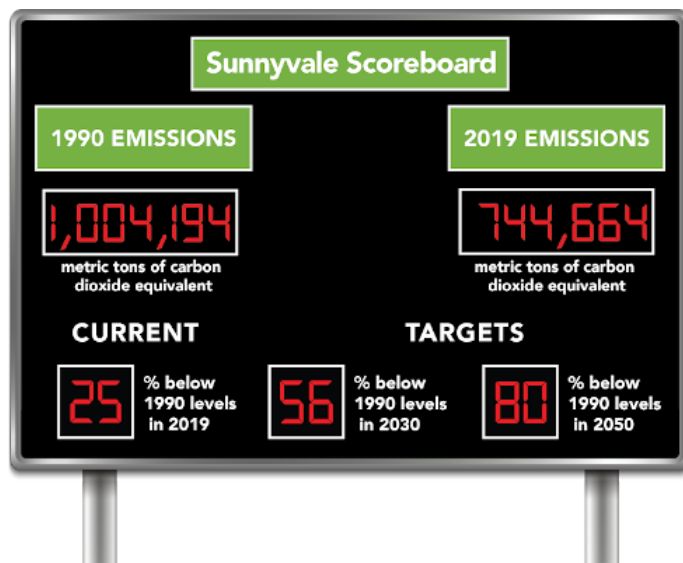 Sunnyvale Scoreboard
1990 EMISSIONS
2019 EMISSIONS
1,004,194
744,664
metric tons of carbon
dioxide equivalent
metric tons of carbon
dioxide equivalent
CURRENT
TARGETS
25
% below
1990 levels
in 2019
56
% below
1990 levels
in 2030
80
% below
1990 levels
in 2050